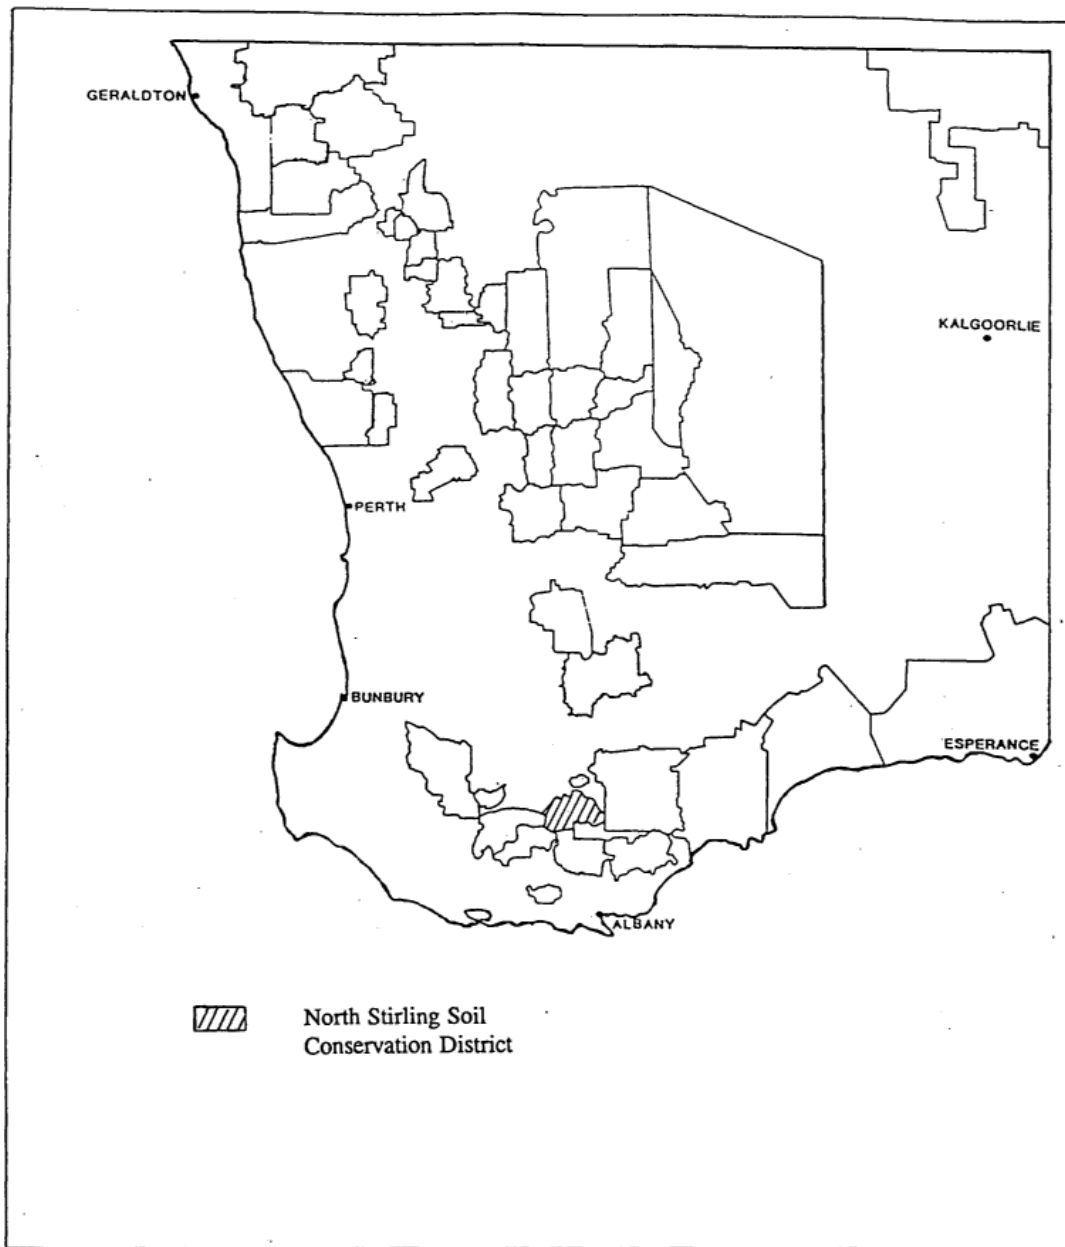 GERALDTON
KALGOORLIE
PERTH
BUNBURY
ESPERANCE
ALBANY
North Stirling Soil
Conservation District